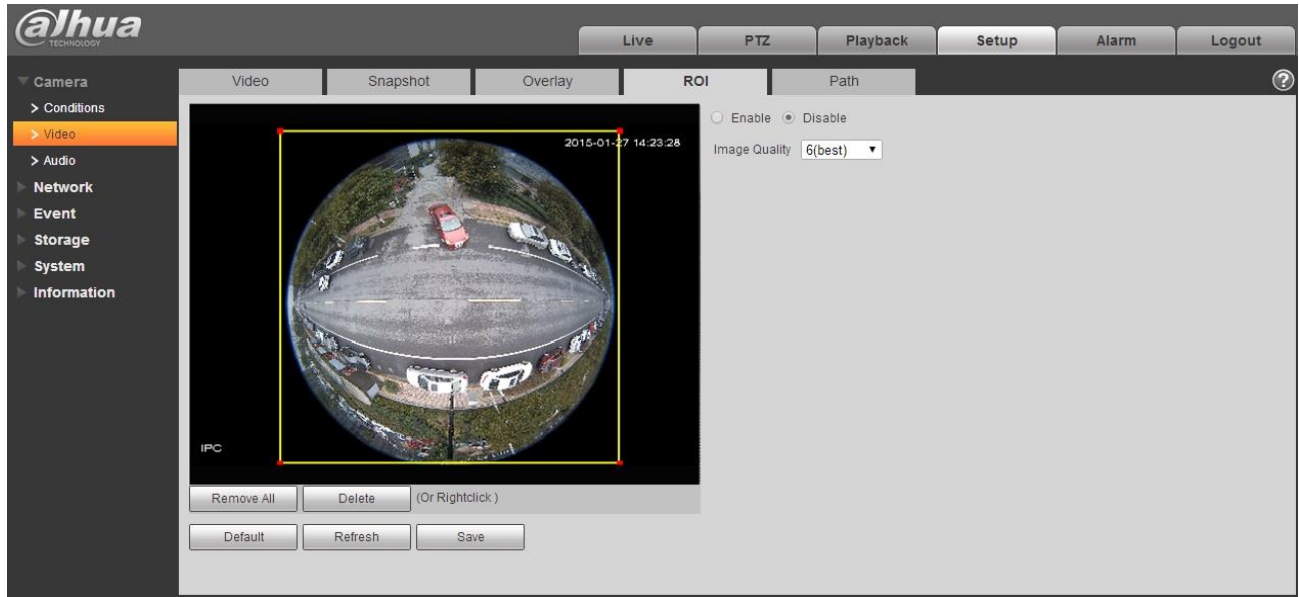 alhua
TECHNOLOGY
Live PTZ Playback Setup Alarm Logout
Camera
> Conditions
> Video
> Audio
Network
Event
Storage
System
Information
Video Snapshot Overlay ROI Path
?
2015-01-27 14:23:28
IPC
Enable Disable
Image Quality 6(best)
Remove All Delete (Or Rightclick )
Default Refresh Save